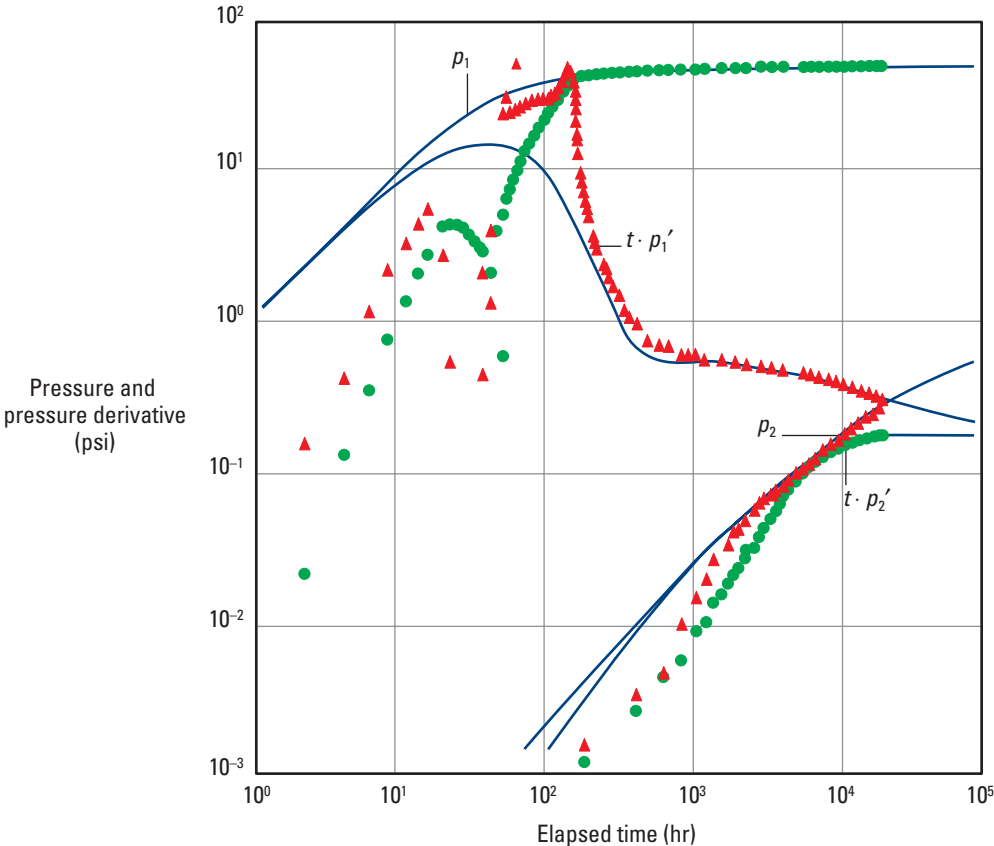 10²
10¹
10⁰
10⁻¹
10⁻²
10⁻³
Pressure and
pressure derivative
(psi)
p₁
t · p₁′
p₂
t · p₂′
10⁰
10¹
10²
10³
10⁴
10⁵
Elapsed time (hr)